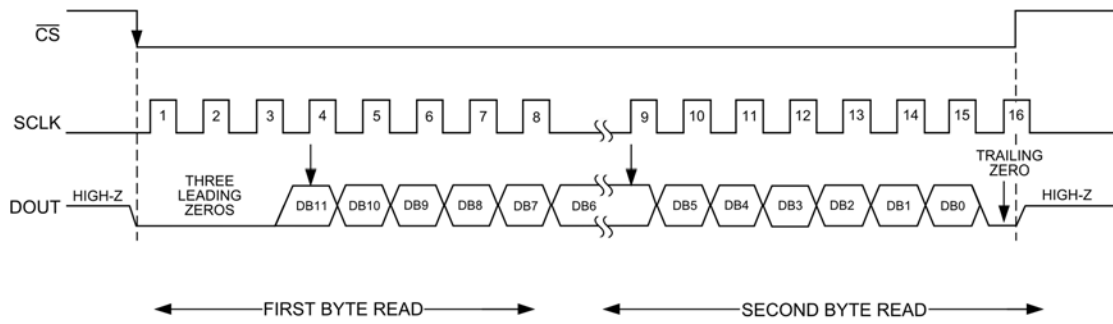 CS
SCLK
1 2 3 4 5 6 7 8 9 10 11 12 13 14 15 16
DOUT
HIGH-Z
THREE
LEADING
ZEROS
DB11 DB10 DB9 DB8 DB7 DB6 DB5 DB4 DB3 DB2 DB1 DB0
TRAILING
ZERO
HIGH-Z
FIRST BYTE READ
SECOND BYTE READ